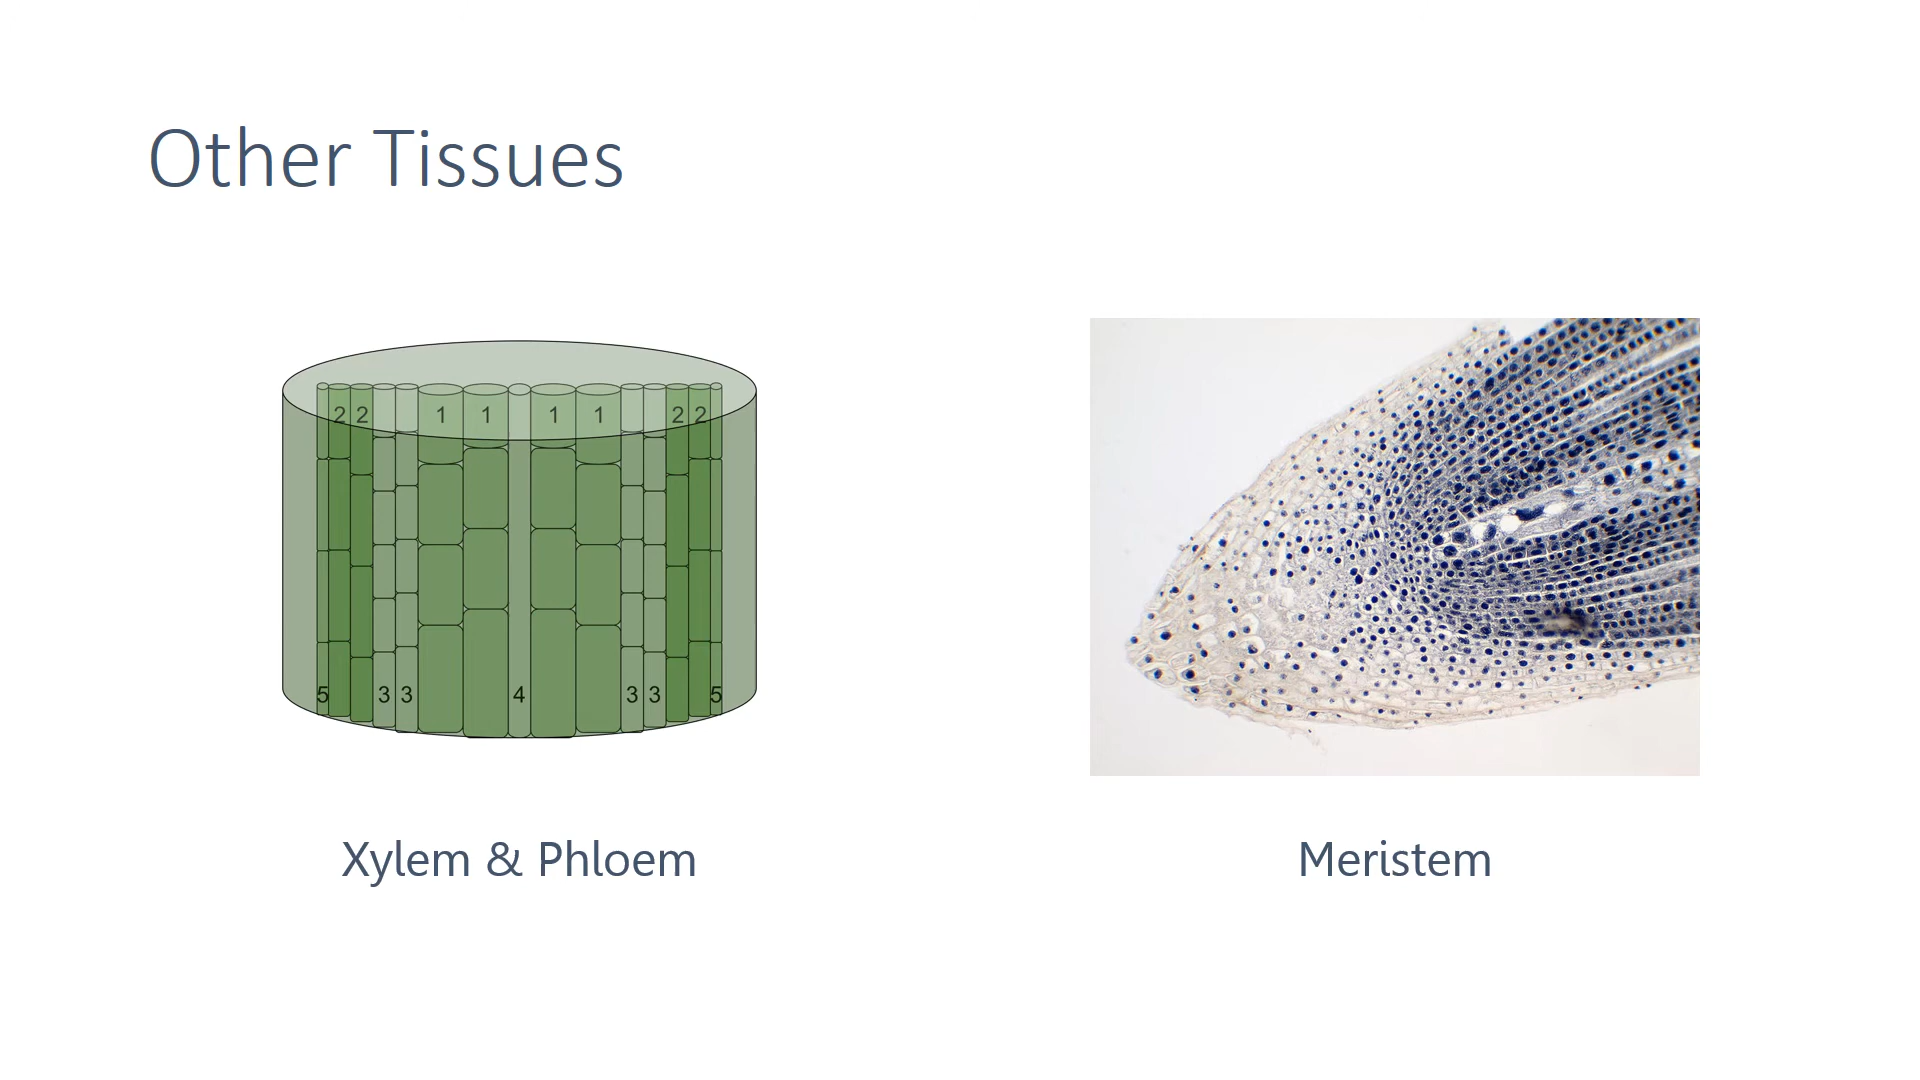 Other Tissues
2 2 1 1 1 1 2 2
5 3 3 4 3 3 5
Xylem & Phloem
Meristem